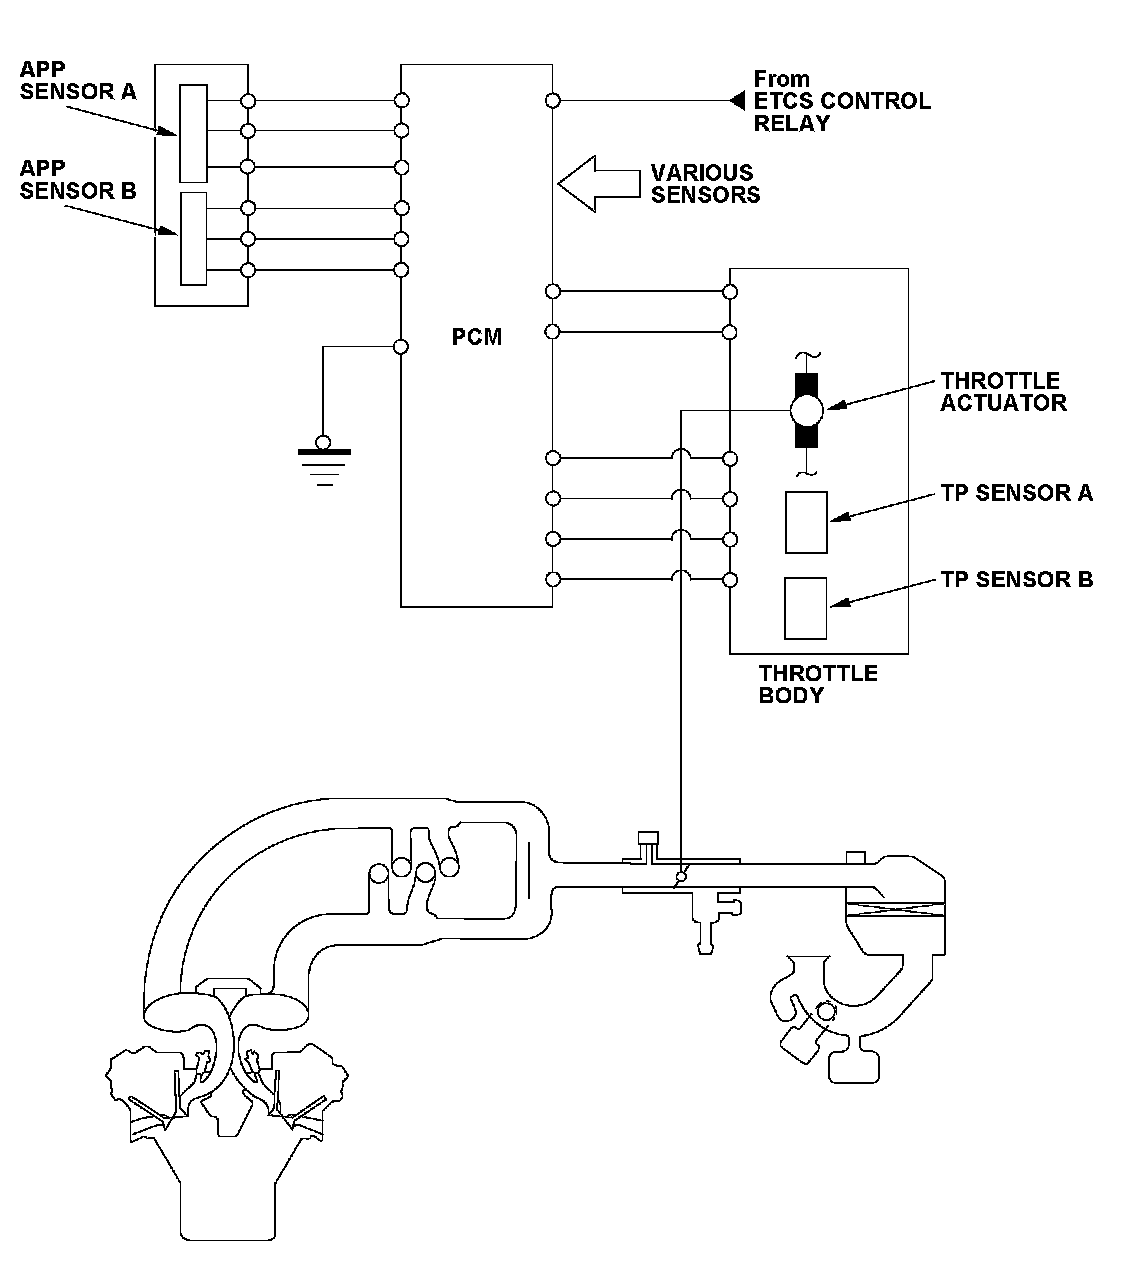 APP
SENSOR A
APP
SENSOR B
From
ETCS CONTROL
RELAY
VARIOUS
SENSORS
PCM
THROTTLE
ACTUATOR
TP SENSOR A
TP SENSOR B
THROTTLE
BODY